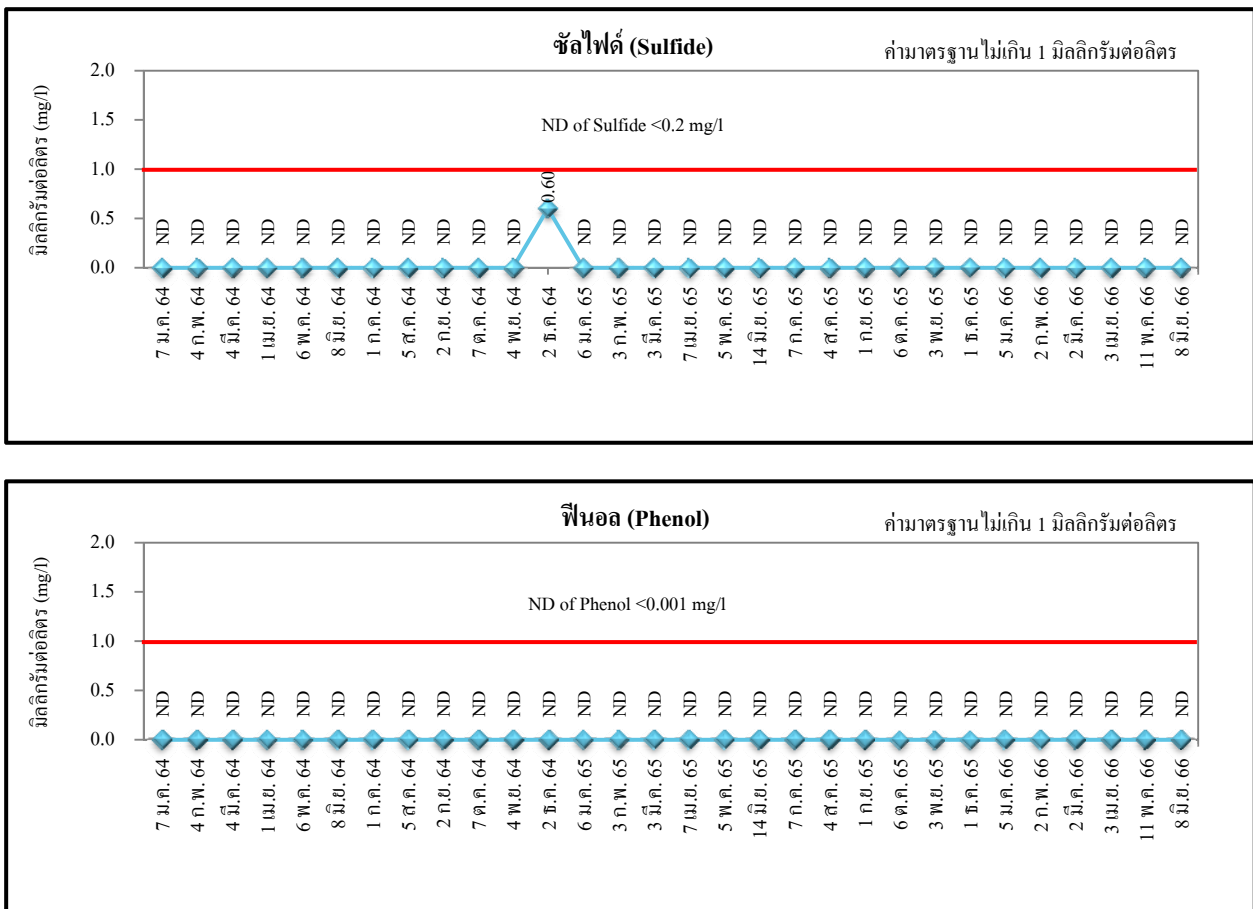 ซัลไฟด์ (Sulfide)
ค่ามาตรฐานไม่เกิน 1 มิลลิกรัมต่อลิตร
มิลลิกรัมต่อลิตร (mg/l)
2.0
1.5
1.0
0.5
0.0
ND of Sulfide <0.2 mg/l
ND ND ND ND ND ND ND ND ND ND ND 0.60 ND ND ND ND ND ND ND ND ND ND ND ND ND ND ND ND ND ND
7 ม.ค. 64
4 ก.พ. 64
4 มี.ค. 64
1 เม.ย. 64
6 พ.ค. 64
8 มิ.ย. 64
1 ก.ค. 64
5 ส.ค. 64
2 ก.ย. 64
7 ต.ค. 64
4 พ.ย. 64
2 ธ.ค. 64
6 ม.ค. 65
3 ก.พ. 65
3 มี.ค. 65
7 เม.ย. 65
5 พ.ค. 65
14 มิ.ย. 65
7 ก.ค. 65
4 ส.ค. 65
1 ก.ย. 65
6 ต.ค. 65
3 พ.ย. 65
1 ธ.ค. 65
5 ม.ค. 66
2 ก.พ. 66
2 มี.ค. 66
3 เม.ย. 66
11 พ.ค. 66
8 มิ.ย. 66
ฟีนอล (Phenol)
ค่ามาตรฐานไม่เกิน 1 มิลลิกรัมต่อลิตร
มิลลิกรัมต่อลิตร (mg/l)
2.0
1.5
1.0
0.5
0.0
ND of Phenol <0.001 mg/l
ND ND ND ND ND ND ND ND ND ND ND ND ND ND ND ND ND ND ND ND ND ND ND ND ND ND ND ND ND ND
7 ม.ค. 64
4 ก.พ. 64
4 มี.ค. 64
1 เม.ย. 64
6 พ.ค. 64
8 มิ.ย. 64
1 ก.ค. 64
5 ส.ค. 64
2 ก.ย. 64
7 ต.ค. 64
4 พ.ย. 64
2 ธ.ค. 64
6 ม.ค. 65
3 ก.พ. 65
3 มี.ค. 65
7 เม.ย. 65
5 พ.ค. 65
14 มิ.ย. 65
7 ก.ค. 65
4 ส.ค. 65
1 ก.ย. 65
6 ต.ค. 65
3 พ.ย. 65
1 ธ.ค. 65
5 ม.ค. 66
2 ก.พ. 66
2 มี.ค. 66
3 เม.ย. 66
11 พ.ค. 66
8 มิ.ย. 66